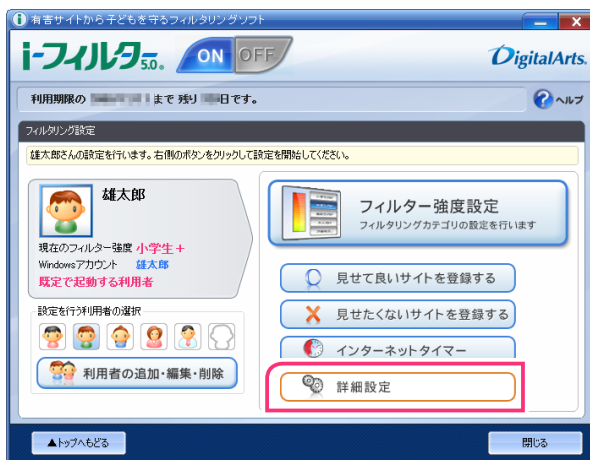 有害サイトから子どもを守るフィルタリングソフト
i-フィルター5.0. ON OFF
DigitalArts.
利用期限の まで 残り 日です。
ヘルプ
フィルタリング設定
雄太郎さんの設定を行います。右側のボタンをクリックして設定を開始してください。
雄太郎
現在のフィルター強度 小学生+
Windowsアカウント 雄太郎
既定で起動する利用者
設定を行う利用者の選択
利用者の追加・編集・削除
フィルター強度設定
フィルタリングカテゴリの設定を行います
見せて良いサイトを登録する
見せたくないサイトを登録する
インターネットタイマー
詳細設定
▲トップへもどる
閉じる